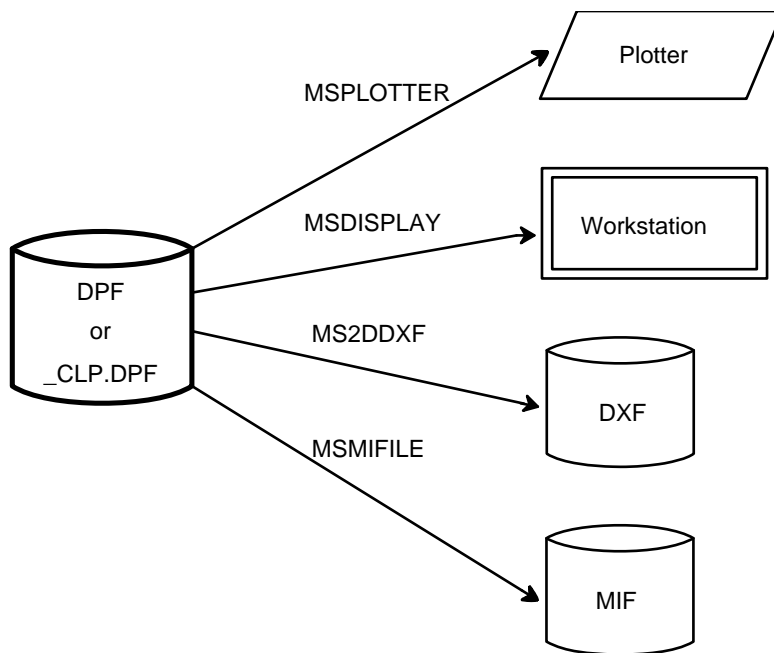 Plotter
MSPLOTTER
MSDISPLAY
Workstation
DPF
or
_CLP.DPF
MS2DDXF
DXF
MSMIFILE
MIF